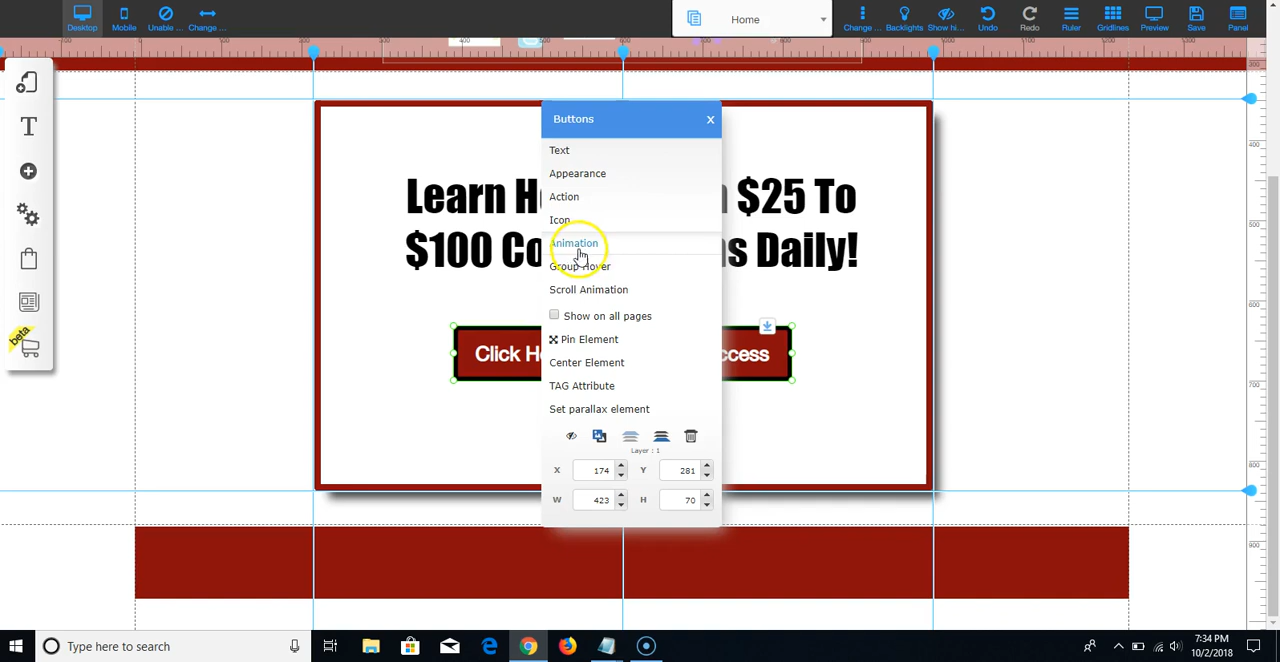 Desktop Mobile Unable ... Change ... Home Change ... Backlights Show hi... Undo Redo Ruler Gridlines Preview Save Panel
Buttons X
Text
Appearance
Action
Icon
Animation
Group Hover
Scroll Animation
Show on all pages
Pin Element
Center Element
TAG Attribute
Set parallax element
Layer : 1
X 174 Y 281
W 423 H 70
Learn H $25 To
$100 Co s Daily!
Click H ccess
beta
Type here to search
7:34 PM
10/2/2018